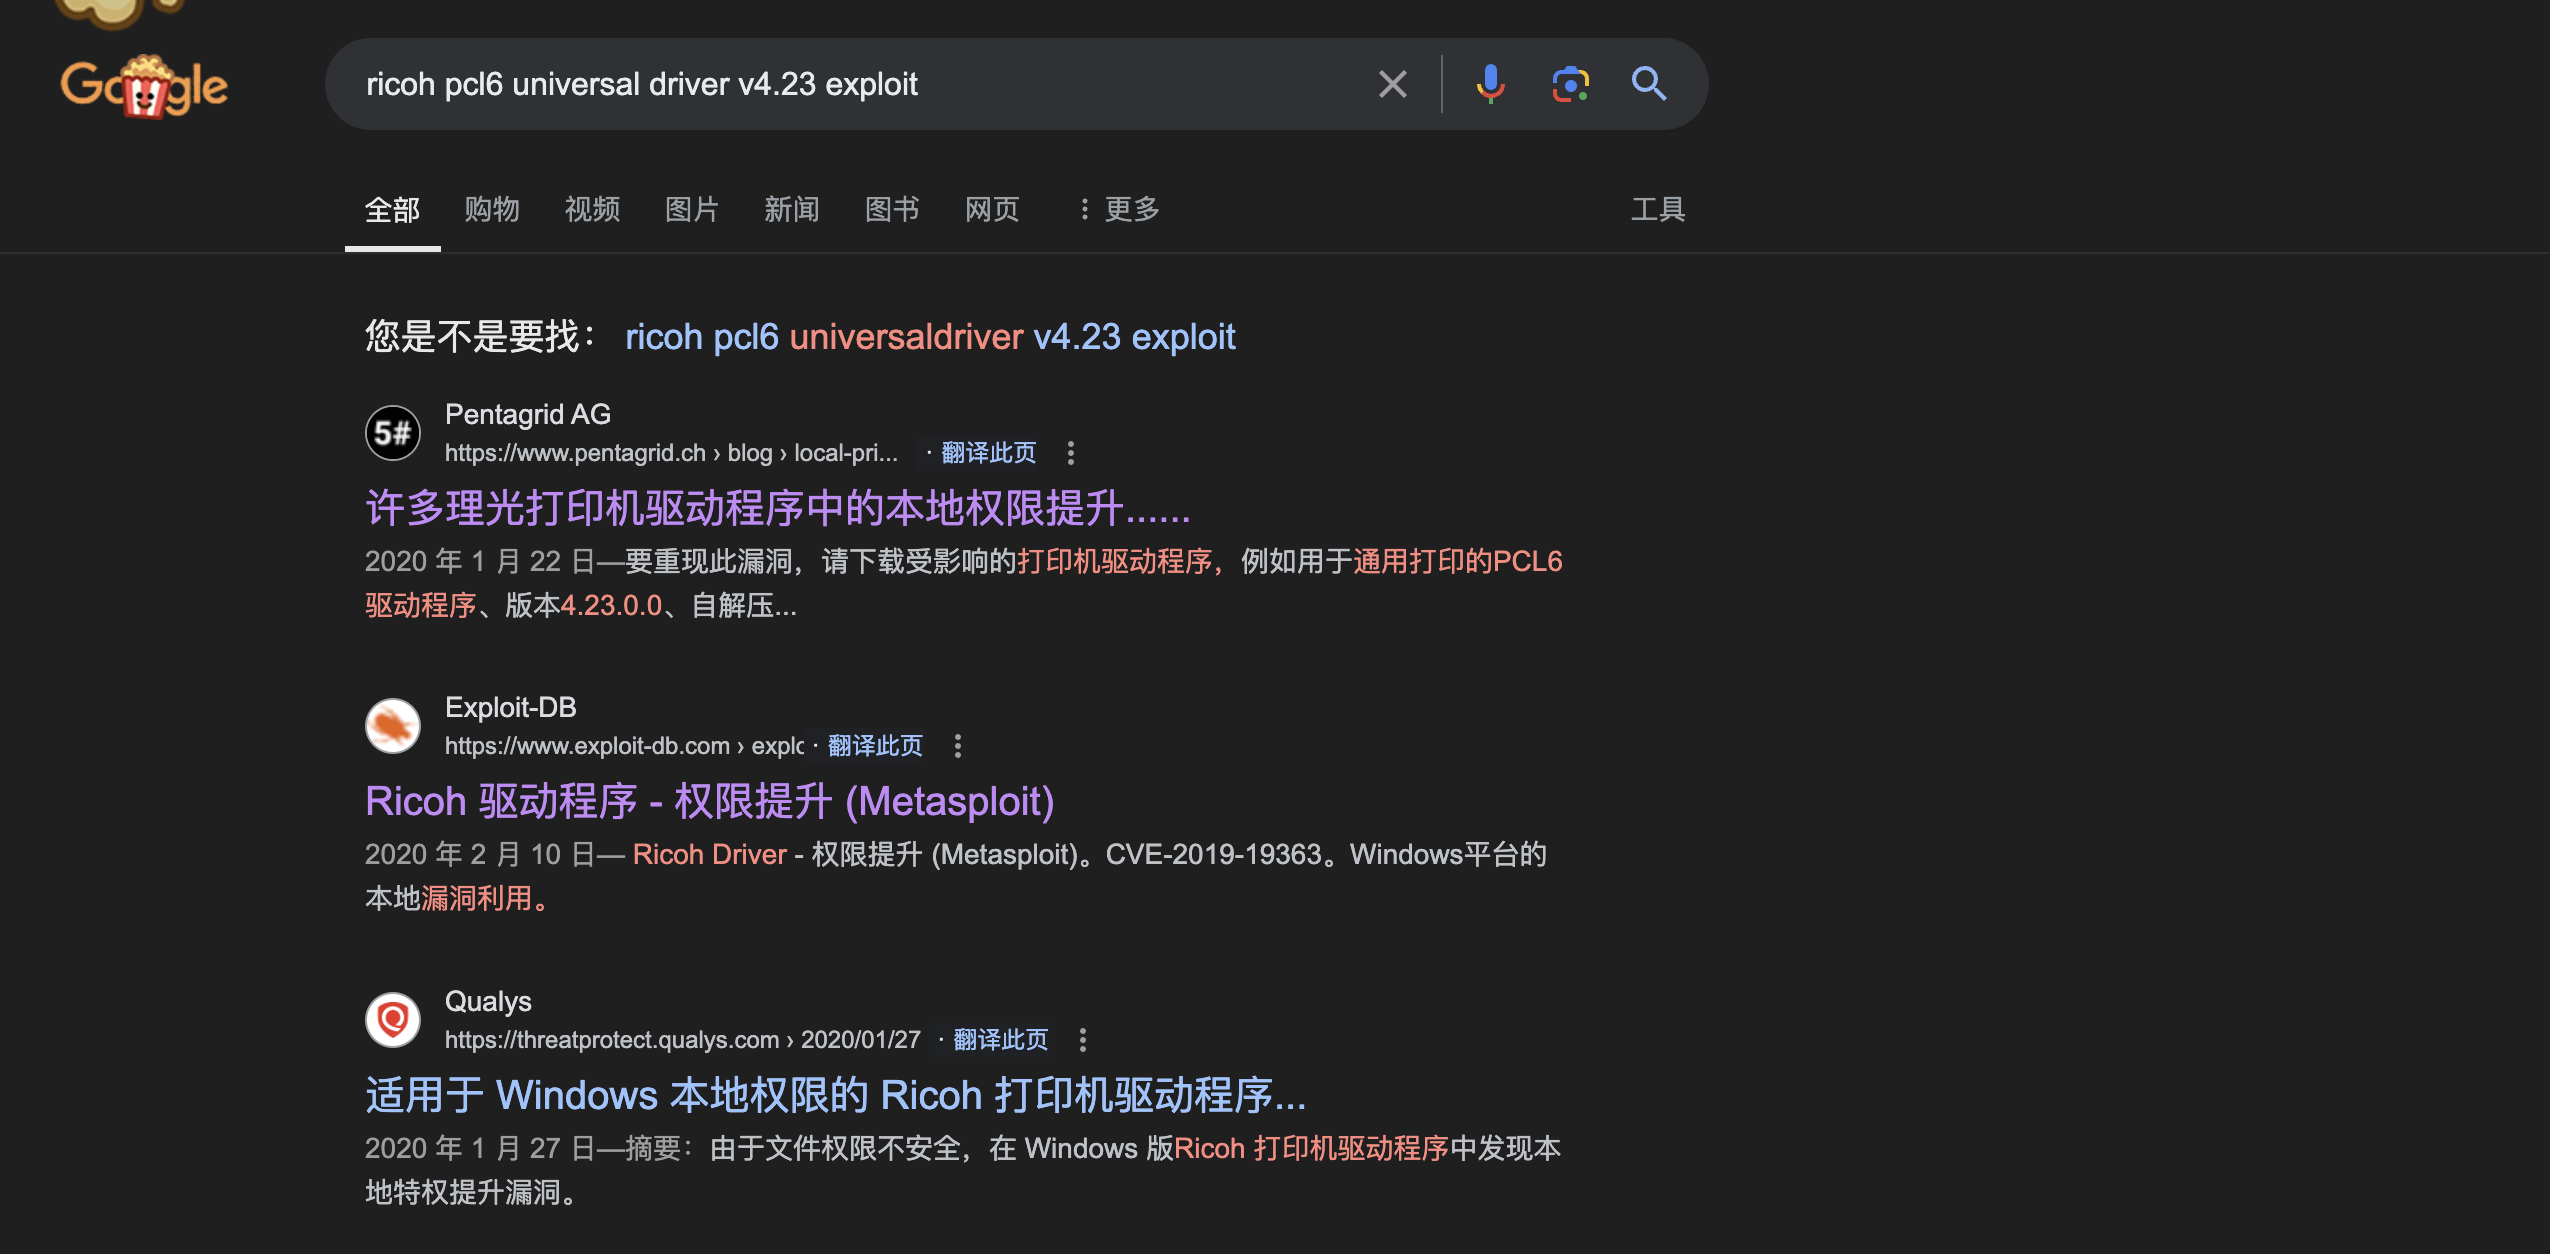 Google
ricoh pcl6 universal driver v4.23 exploit
全部 购物 视频 图片 新闻 图书 网页 更多 工具
您是不是要找： ricoh pcl6 universaldriver v4.23 exploit
5#
Pentagrid AG
https://www.pentagrid.ch › blog › local-pri... · 翻译此页
许多理光打印机驱动程序中的本地权限提升......
2020 年 1 月 22 日—要重现此漏洞，请下载受影响的打印机驱动程序，例如用于通用打印的PCL6
驱动程序、版本4.23.0.0、自解压...
Exploit-DB
https://www.exploit-db.com › explo · 翻译此页
Ricoh 驱动程序 - 权限提升 (Metasploit)
2020 年 2 月 10 日— Ricoh Driver - 权限提升 (Metasploit)。CVE-2019-19363。Windows平台的
本地漏洞利用。
Qualys
https://threatprotect.qualys.com › 2020/01/27 · 翻译此页
适用于 Windows 本地权限的 Ricoh 打印机驱动程序...
2020 年 1 月 27 日—摘要：由于文件权限不安全，在 Windows 版Ricoh 打印机驱动程序中发现本
地特权提升漏洞。